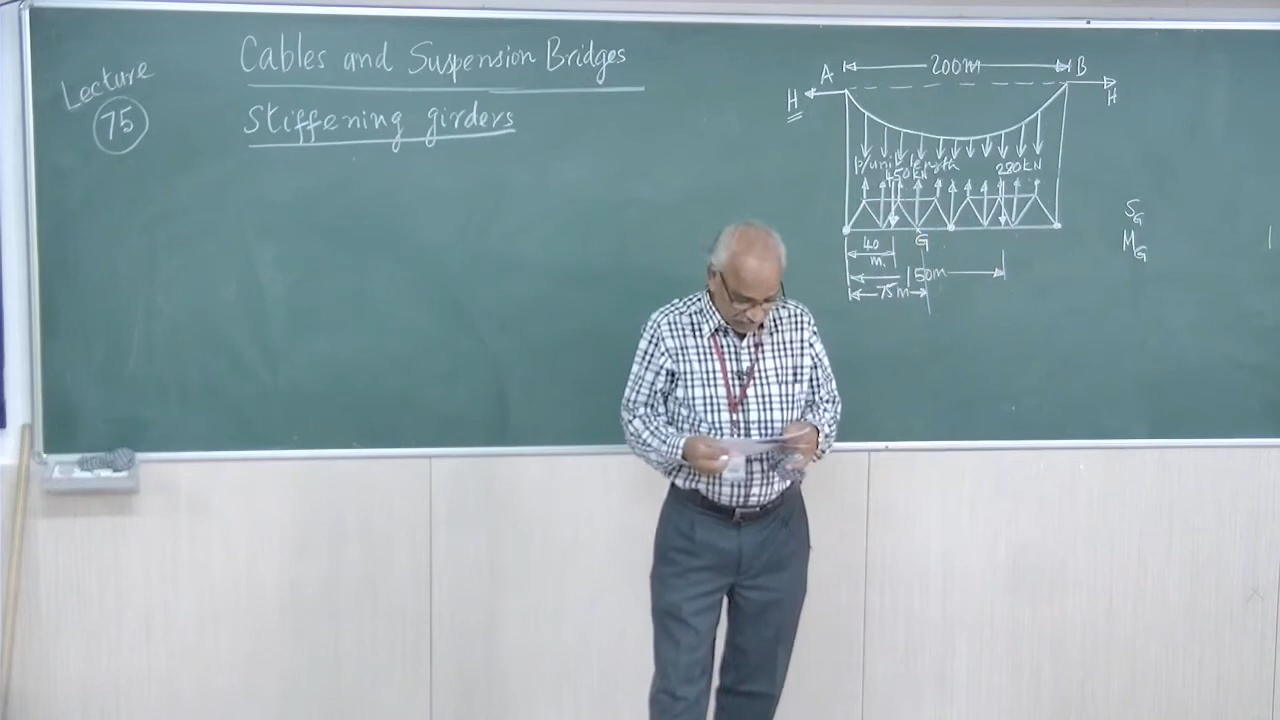 Lecture
75
Cables and Suspension Bridges
Stiffening girders
200m
A
B
H
H
p/unit length
450kN
280kN
G
40
m
150m
75m
S_G
M_G